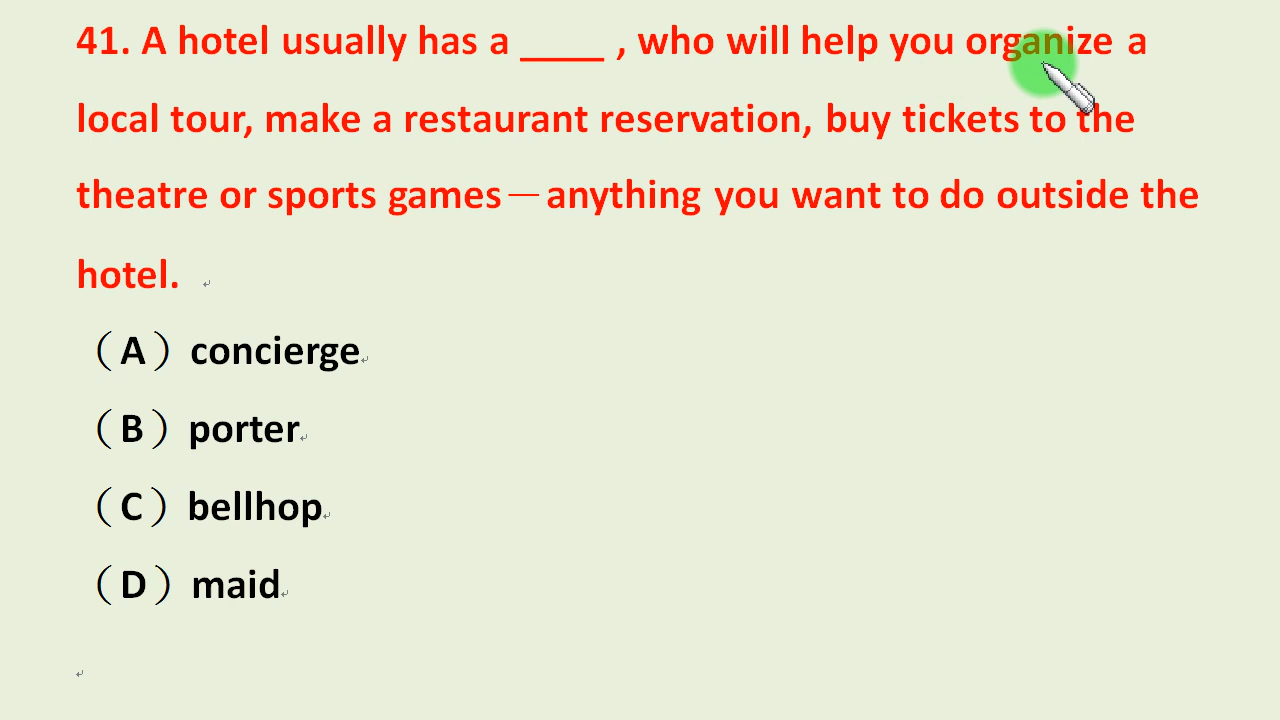 41. A hotel usually has a ____ , who will help you organize a
local tour, make a restaurant reservation, buy tickets to the
theatre or sports games—anything you want to do outside the
hotel.
（A）concierge
（B）porter
（C）bellhop
（D）maid